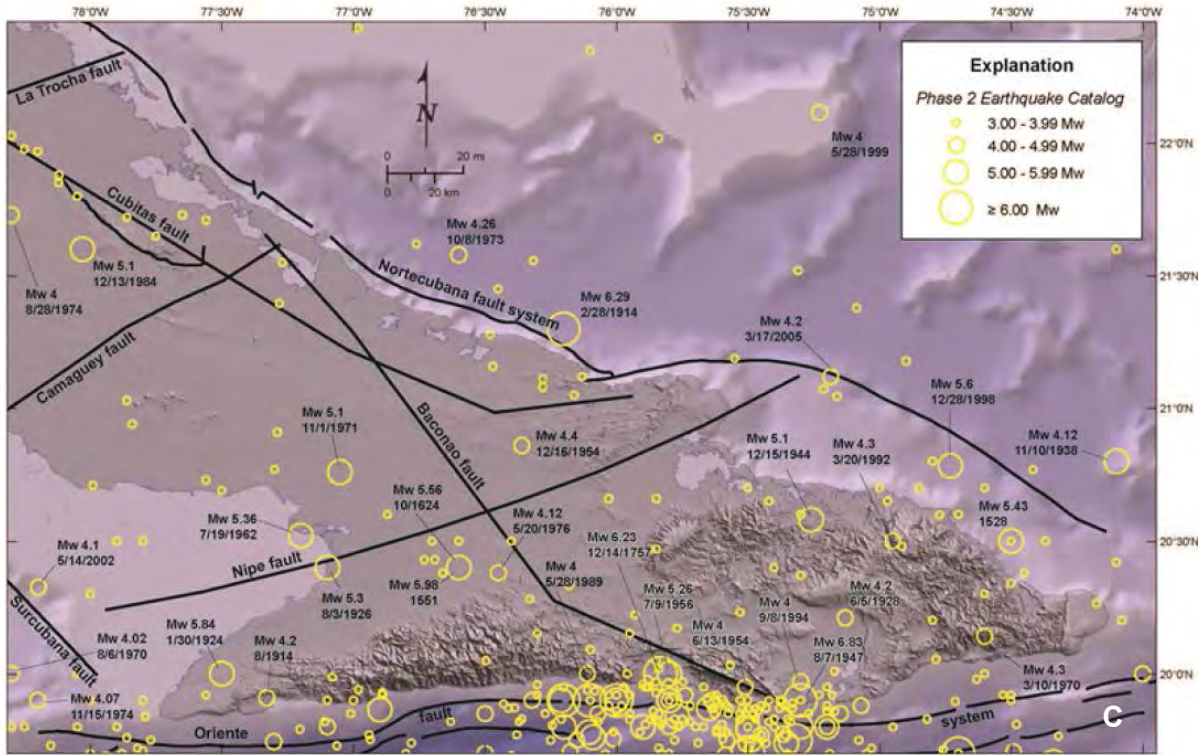 78°0'W
77°30'W
77°0'W
76°30'W
76°0'W
75°30'W
75°0'W
74°30'W
74°0'W
La Trocha fault
N
0
20 mi
0
20 km
Explanation
Phase 2 Earthquake Catalog
3.00 - 3.99 Mw
4.00 - 4.99 Mw
5.00 - 5.99 Mw
≥ 6.00 Mw
Mw 4
5/28/1999
22°0'N
Cubitas fault
Mw 4.26
10/8/1973
Mw 5.1
12/13/1984
Mw 4
8/28/1974
21°30'N
Nortecubana fault system
Mw 6.29
2/28/1914
Mw 4.2
3/17/2005
Camaguey fault
Mw 5.6
12/28/1998
21°0'N
Mw 5.1
11/1/1971
Baconao fault
Mw 4.4
12/16/1954
Mw 5.1
12/15/1944
Mw 4.3
3/20/1992
Mw 4.12
11/10/1938
Mw 5.56
10/1624
Mw 5.36
7/19/1962
Mw 4.12
5/20/1976
Mw 5.43
1528
20°30'N
Mw 4.1
5/14/2002
Nipe fault
Mw 6.23
12/14/1757
Mw 4
5/28/1989
Mw 5.98
1551
Mw 5.3
8/3/1926
Mw 5.26
7/9/1956
Mw 4
9/8/1994
Mw 4.2
6/5/1928
Surcubana fault
Mw 4.02
8/6/1970
Mw 5.84
1/30/1924
Mw 4.2
8/1914
Mw 4
6/13/1954
Mw 6.83
8/7/1947
Mw 4.3
3/10/1970
20°0'N
Mw 4.07
11/15/1974
Oriente
fault
system
C